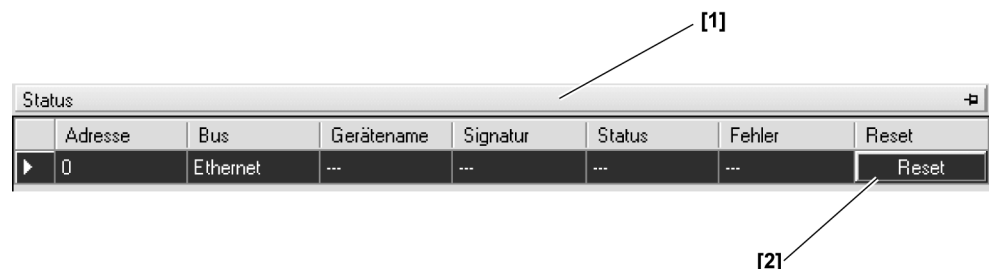 [1]
Status
Adresse Bus Gerätename Signatur Status Fehler Reset
0 Ethernet --- --- --- --- Reset
[2]